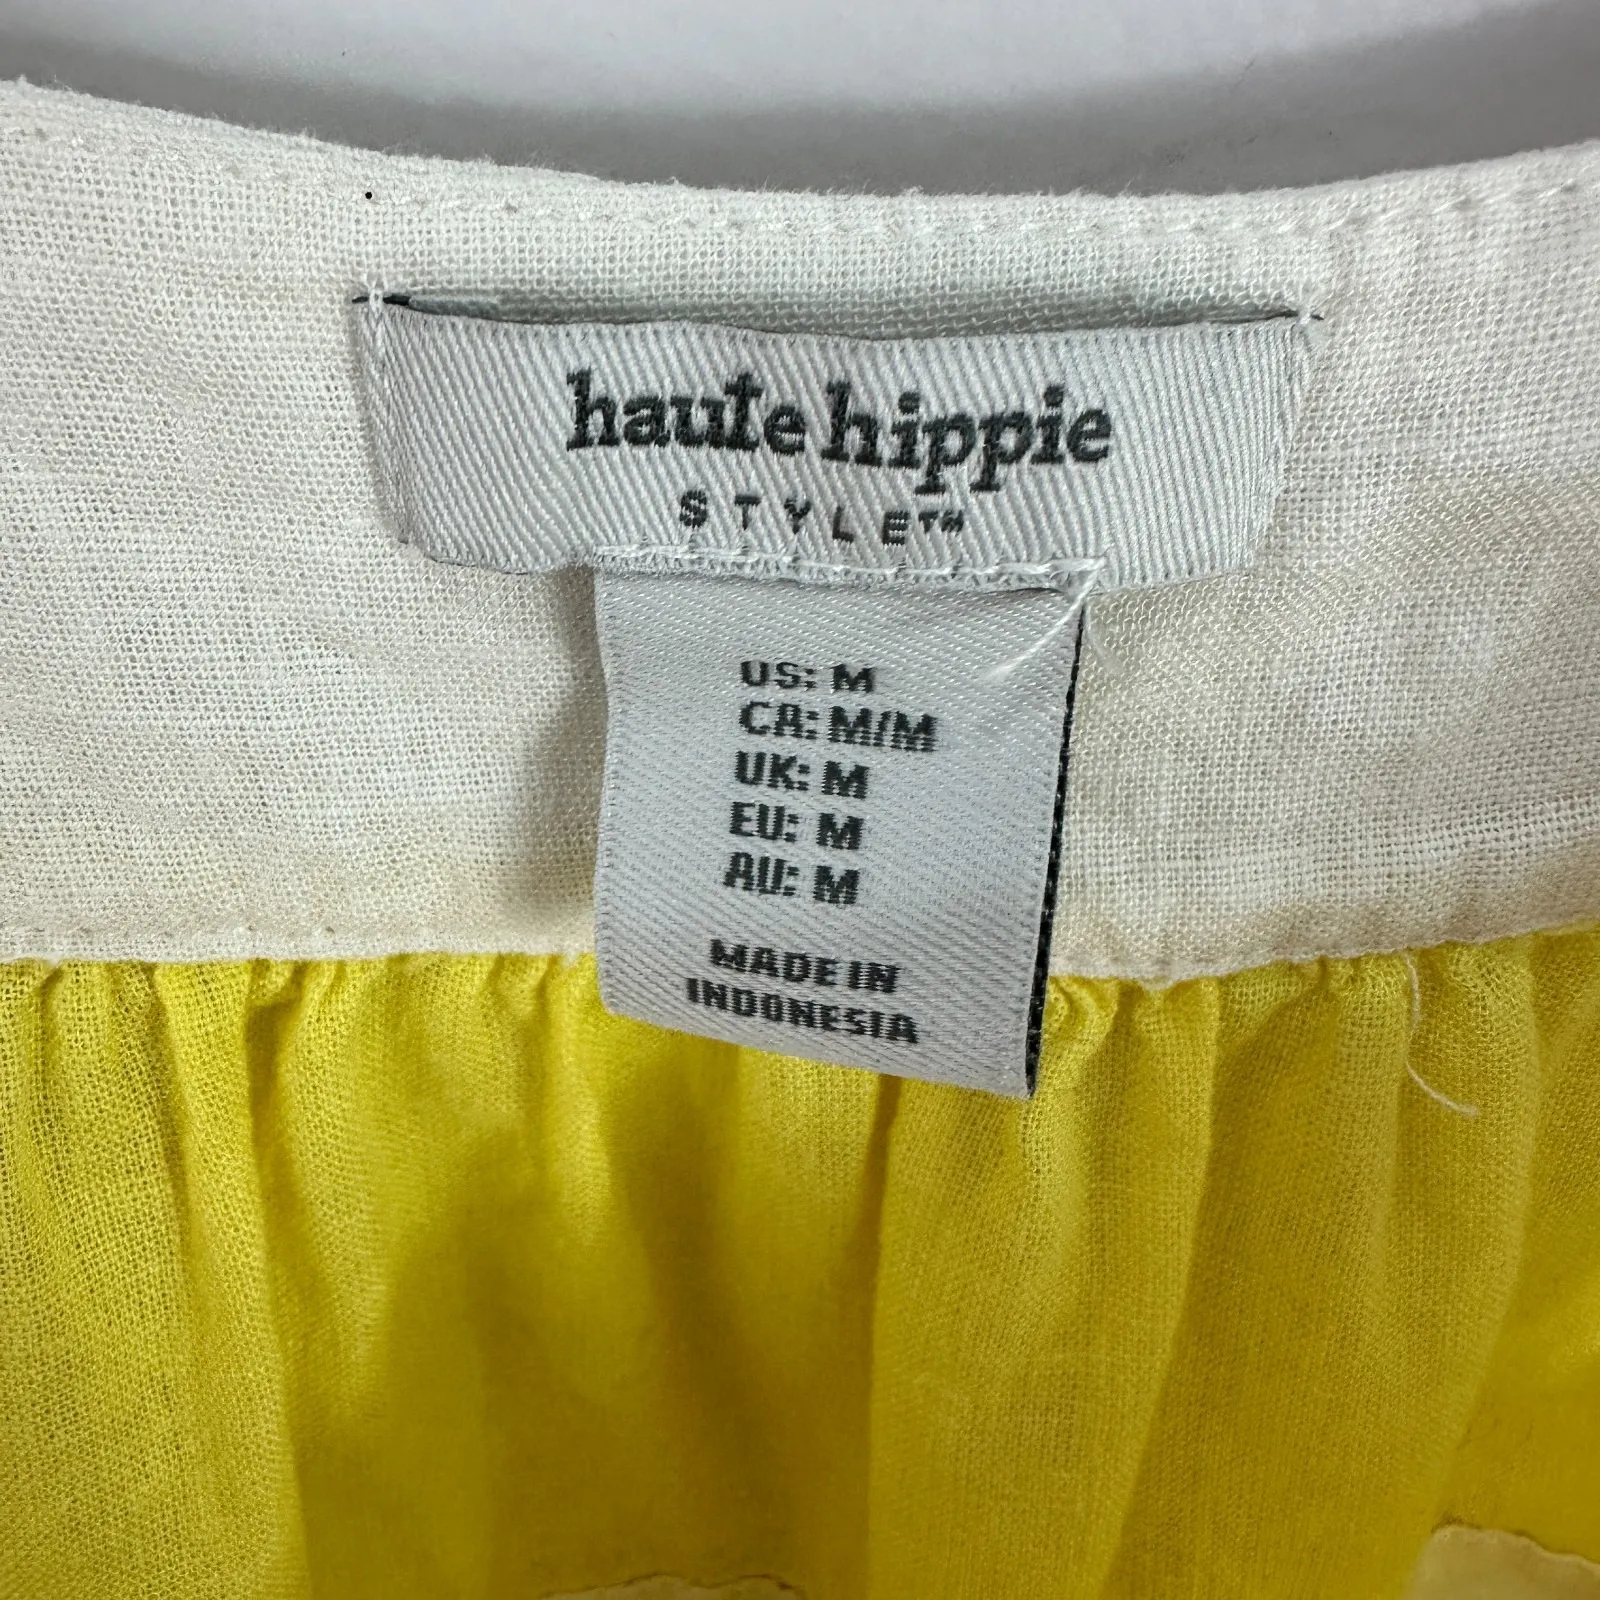 haute hippie
STYLE™
US: M
CA: M/M
UK: M
EU: M
AU: M
MADE IN
INDONESIA